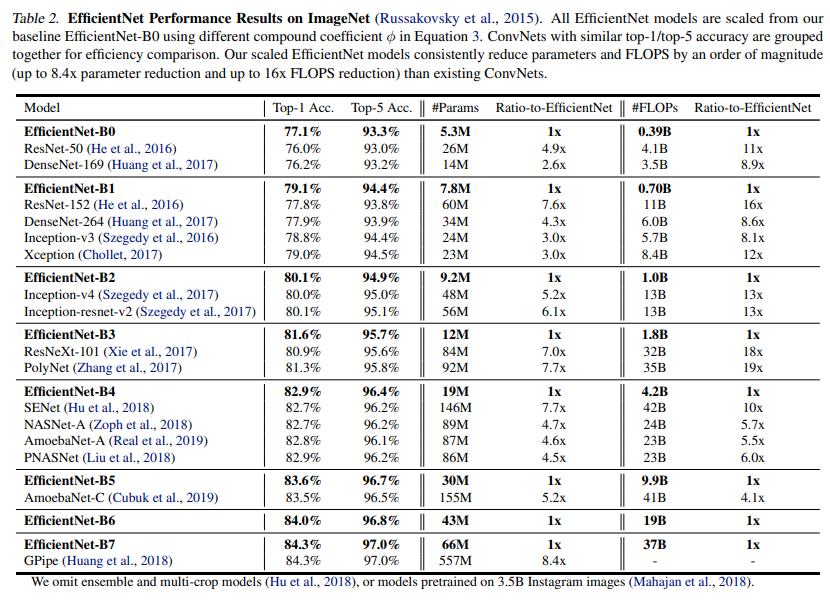 Table 2. EfficientNet Performance Results on ImageNet (Russakovsky et al., 2015). All EfficientNet models are scaled from our
baseline EfficientNet-B0 using different compound coefficient ϕ in Equation 3. ConvNets with similar top-1/top-5 accuracy are grouped
together for efficiency comparison. Our scaled EfficientNet models consistently reduce parameters and FLOPS by an order of magnitude
(up to 8.4x parameter reduction and up to 16x FLOPS reduction) than existing ConvNets.
Model Top-1 Acc. Top-5 Acc. #Params Ratio-to-EfficientNet #FLOPs Ratio-to-EfficientNet
EfficientNet-B0 77.1% 93.3% 5.3M 1x 0.39B 1x
ResNet-50 (He et al., 2016) 76.0% 93.0% 26M 4.9x 4.1B 11x
DenseNet-169 (Huang et al., 2017) 76.2% 93.2% 14M 2.6x 3.5B 8.9x
EfficientNet-B1 79.1% 94.4% 7.8M 1x 0.70B 1x
ResNet-152 (He et al., 2016) 77.8% 93.8% 60M 7.6x 11B 16x
DenseNet-264 (Huang et al., 2017) 77.9% 93.9% 34M 4.3x 6.0B 8.6x
Inception-v3 (Szegedy et al., 2016) 78.8% 94.4% 24M 3.0x 5.7B 8.1x
Xception (Chollet, 2017) 79.0% 94.5% 23M 3.0x 8.4B 12x
EfficientNet-B2 80.1% 94.9% 9.2M 1x 1.0B 1x
Inception-v4 (Szegedy et al., 2017) 80.0% 95.0% 48M 5.2x 13B 13x
Inception-resnet-v2 (Szegedy et al., 2017) 80.1% 95.1% 56M 6.1x 13B 13x
EfficientNet-B3 81.6% 95.7% 12M 1x 1.8B 1x
ResNeXt-101 (Xie et al., 2017) 80.9% 95.6% 84M 7.0x 32B 18x
PolyNet (Zhang et al., 2017) 81.3% 95.8% 92M 7.7x 35B 19x
EfficientNet-B4 82.9% 96.4% 19M 1x 4.2B 1x
SENet (Hu et al., 2018) 82.7% 96.2% 146M 7.7x 42B 10x
NASNet-A (Zoph et al., 2018) 82.7% 96.2% 89M 4.7x 24B 5.7x
AmoebaNet-A (Real et al., 2019) 82.8% 96.1% 87M 4.6x 23B 5.5x
PNASNet (Liu et al., 2018) 82.9% 96.2% 86M 4.5x 23B 6.0x
EfficientNet-B5 83.6% 96.7% 30M 1x 9.9B 1x
AmoebaNet-C (Cubuk et al., 2019) 83.5% 96.5% 155M 5.2x 41B 4.1x
EfficientNet-B6 84.0% 96.8% 43M 1x 19B 1x
EfficientNet-B7 84.3% 97.0% 66M 1x 37B 1x
GPipe (Huang et al., 2018) 84.3% 97.0% 557M 8.4x - -
We omit ensemble and multi-crop models (Hu et al., 2018), or models pretrained on 3.5B Instagram images (Mahajan et al., 2018).